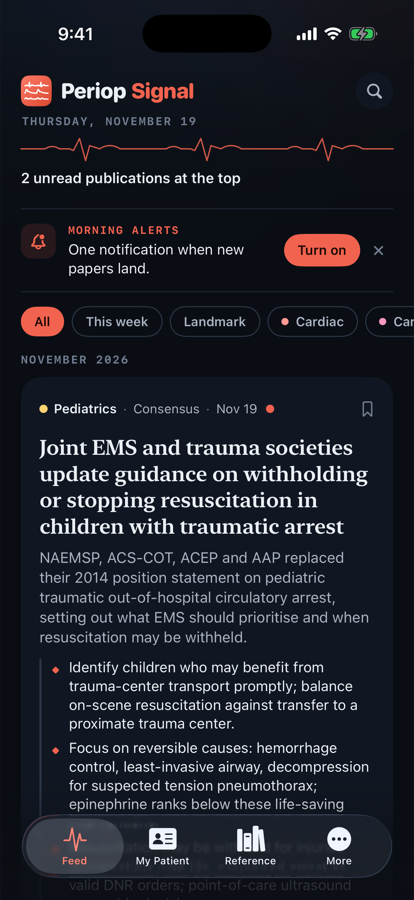 9:41
Periop Signal
THURSDAY, NOVEMBER 19
2 unread publications at the top
MORNING ALERTS
One notification when new
papers land.
Turn on
All
This week
Landmark
Cardiac
Car
NOVEMBER 2026
Pediatrics · Consensus · Nov 19
Joint EMS and trauma societies
update guidance on withholding
or stopping resuscitation in
children with traumatic arrest
NAEMSP, ACS-COT, ACEP and AAP replaced
their 2014 position statement on pediatric
traumatic out-of-hospital circulatory arrest,
setting out what EMS should prioritise and when
resuscitation may be withheld.
Identify children who may benefit from
trauma-center transport promptly; balance
on-scene resuscitation against transfer to a
proximate trauma center.
Focus on reversible causes: hemorrhage
control, least-invasive airway, decompression
for suspected tension pneumothorax;
epinephrine ranks below these life-saving
Feed
My Patient
Reference
More
valid DNR orders; point-of-care ultrasound